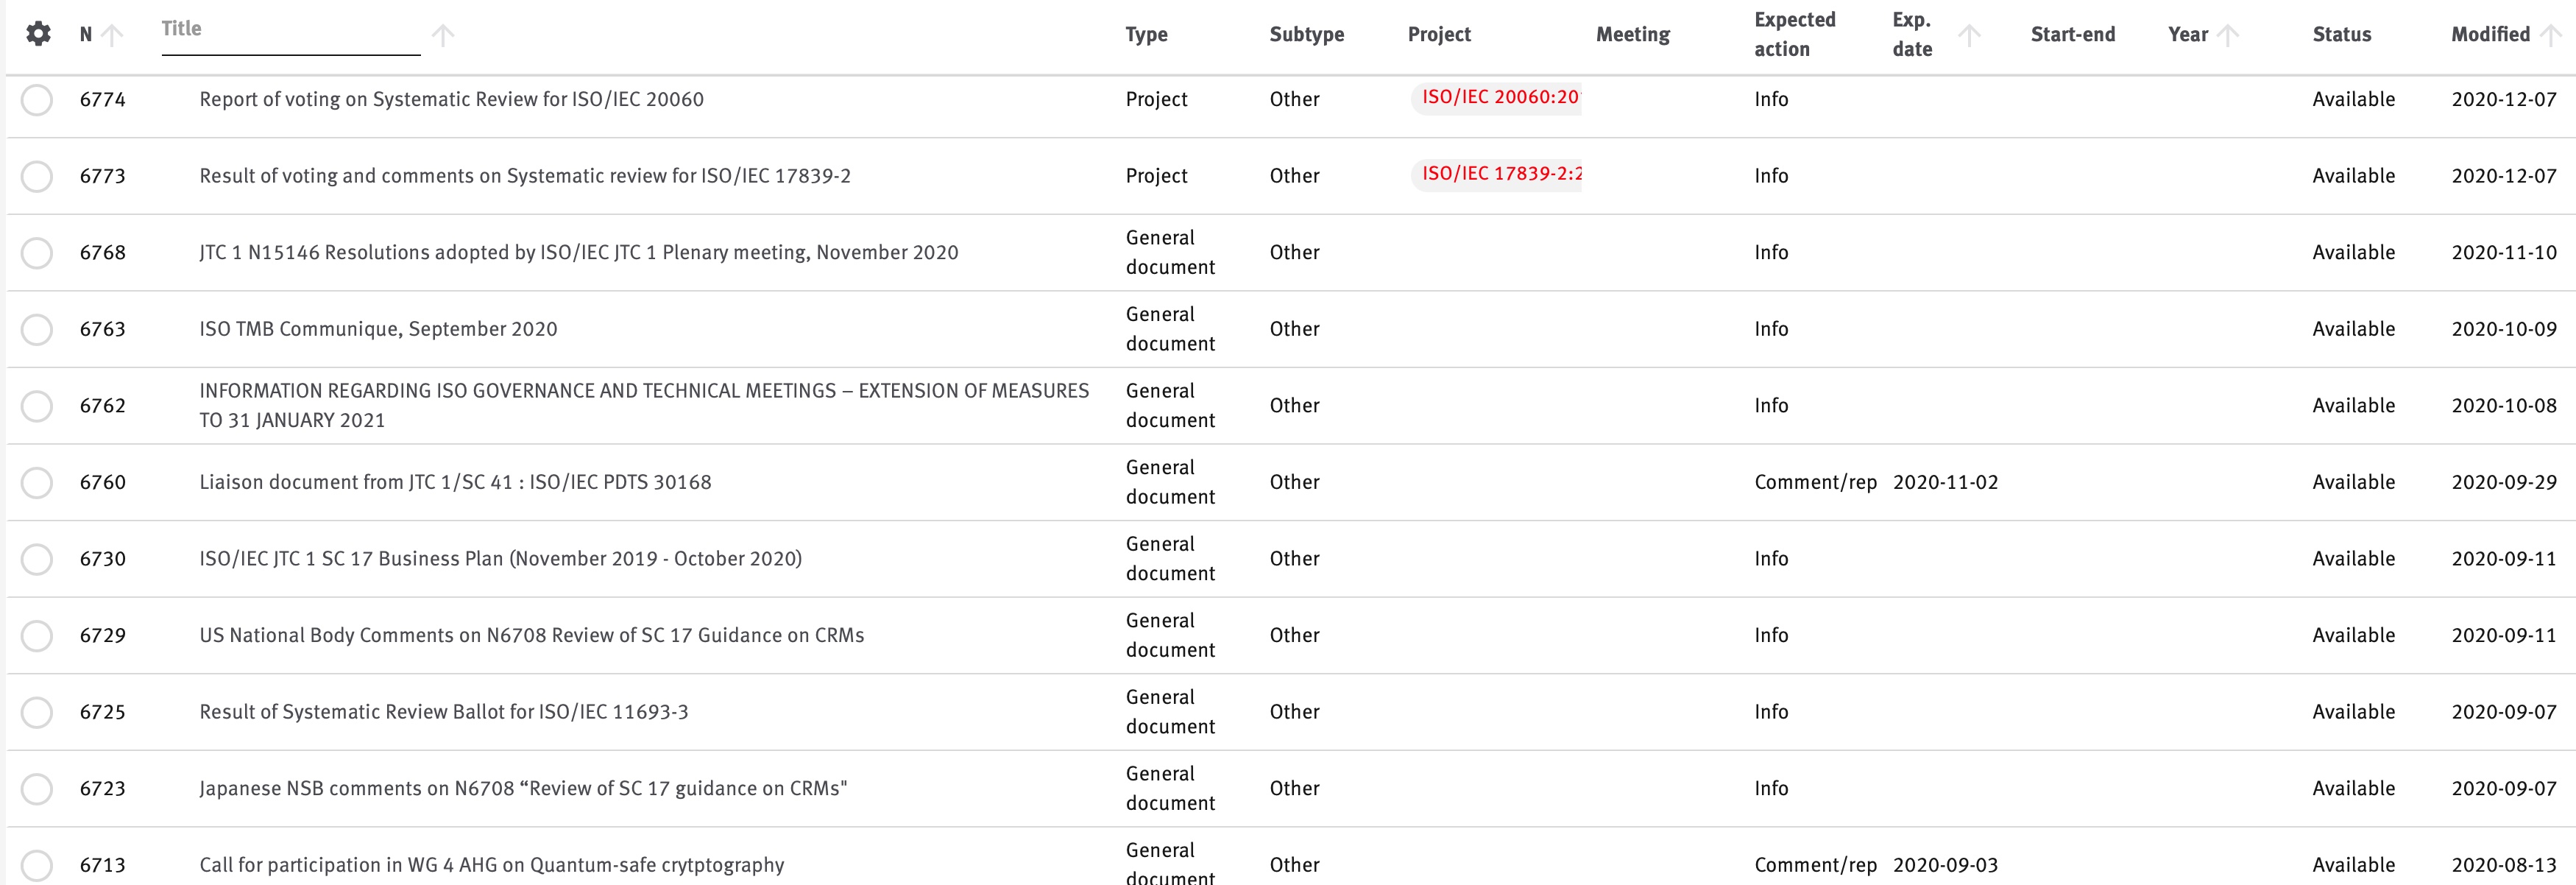 N Title Type Subtype Project Meeting Expected action Exp. date Start-end Year Status Modified
6774 Report of voting on Systematic Review for ISO/IEC 20060 Project Other ISO/IEC 20060:20 Info Available 2020-12-07
6773 Result of voting and comments on Systematic review for ISO/IEC 17839-2 Project Other ISO/IEC 17839-2:2 Info Available 2020-12-07
6768 JTC 1 N15146 Resolutions adopted by ISO/IEC JTC 1 Plenary meeting, November 2020 General document Other Info Available 2020-11-10
6763 ISO TMB Communique, September 2020 General document Other Info Available 2020-10-09
6762 INFORMATION REGARDING ISO GOVERNANCE AND TECHNICAL MEETINGS – EXTENSION OF MEASURES TO 31 JANUARY 2021 General document Other Info Available 2020-10-08
6760 Liaison document from JTC 1/SC 41 : ISO/IEC PDTS 30168 General document Other Comment/rep 2020-11-02 Available 2020-09-29
6730 ISO/IEC JTC 1 SC 17 Business Plan (November 2019 - October 2020) General document Other Info Available 2020-09-11
6729 US National Body Comments on N6708 Review of SC 17 Guidance on CRMs General document Other Info Available 2020-09-11
6725 Result of Systematic Review Ballot for ISO/IEC 11693-3 General document Other Info Available 2020-09-07
6723 Japanese NSB comments on N6708 “Review of SC 17 guidance on CRMs" General document Other Info Available 2020-09-07
6713 Call for participation in WG 4 AHG on Quantum-safe crytptography General document Other Comment/rep 2020-09-03 Available 2020-08-13